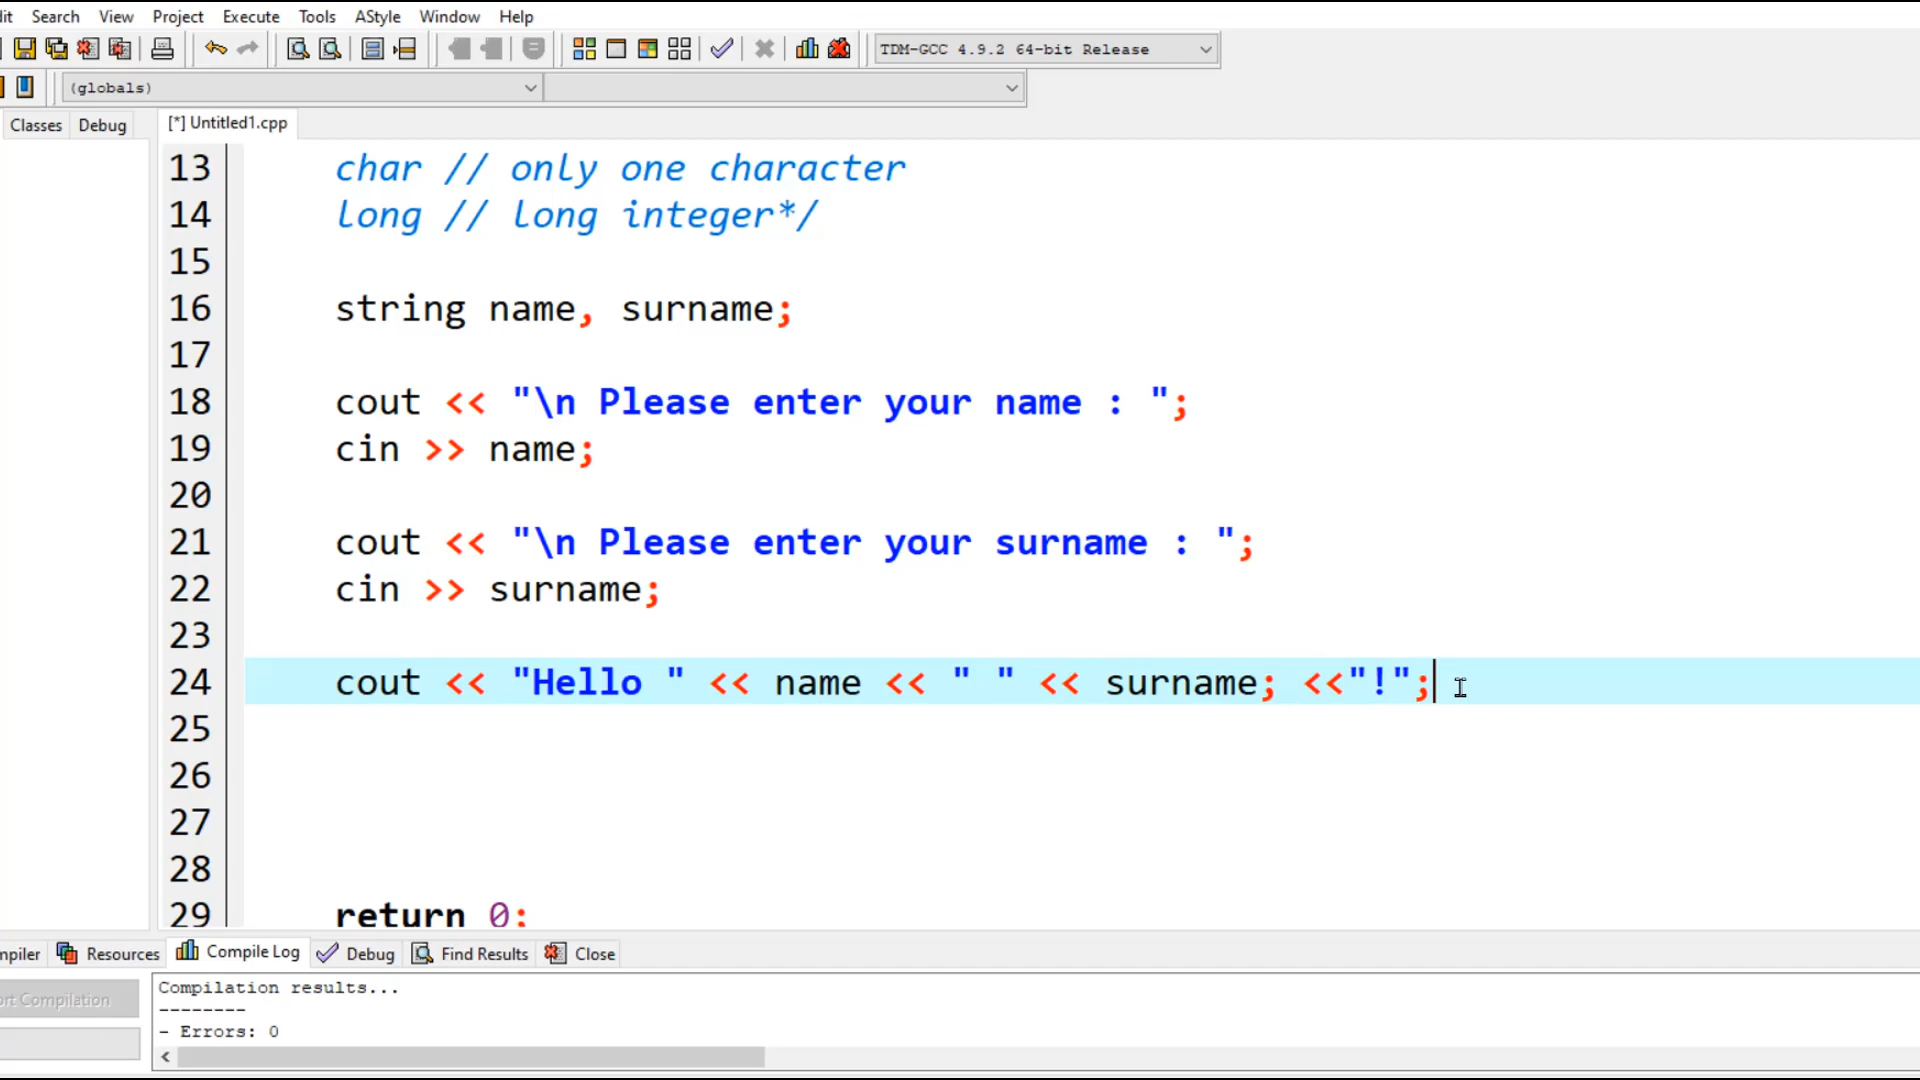 Search View Project Execute Tools AStyle Window Help
TDM-GCC 4.9.2 64-bit Release
(globals)
Classes Debug [*] Untitled1.cpp
13 char // only one character
14 long // long integer*/
15
16 string name, surname;
17
18 cout << "\n Please enter your name : ";
19 cin >> name;
20
21 cout << "\n Please enter your surname : ";
22 cin >> surname;
23
24 cout << "Hello " << name << " " << surname; <<"!";
25
26
27
28
29 return 0;
mpiler Resources Compile Log Debug Find Results Close
ort Compilation
Compilation results...
--------
- Errors: 0